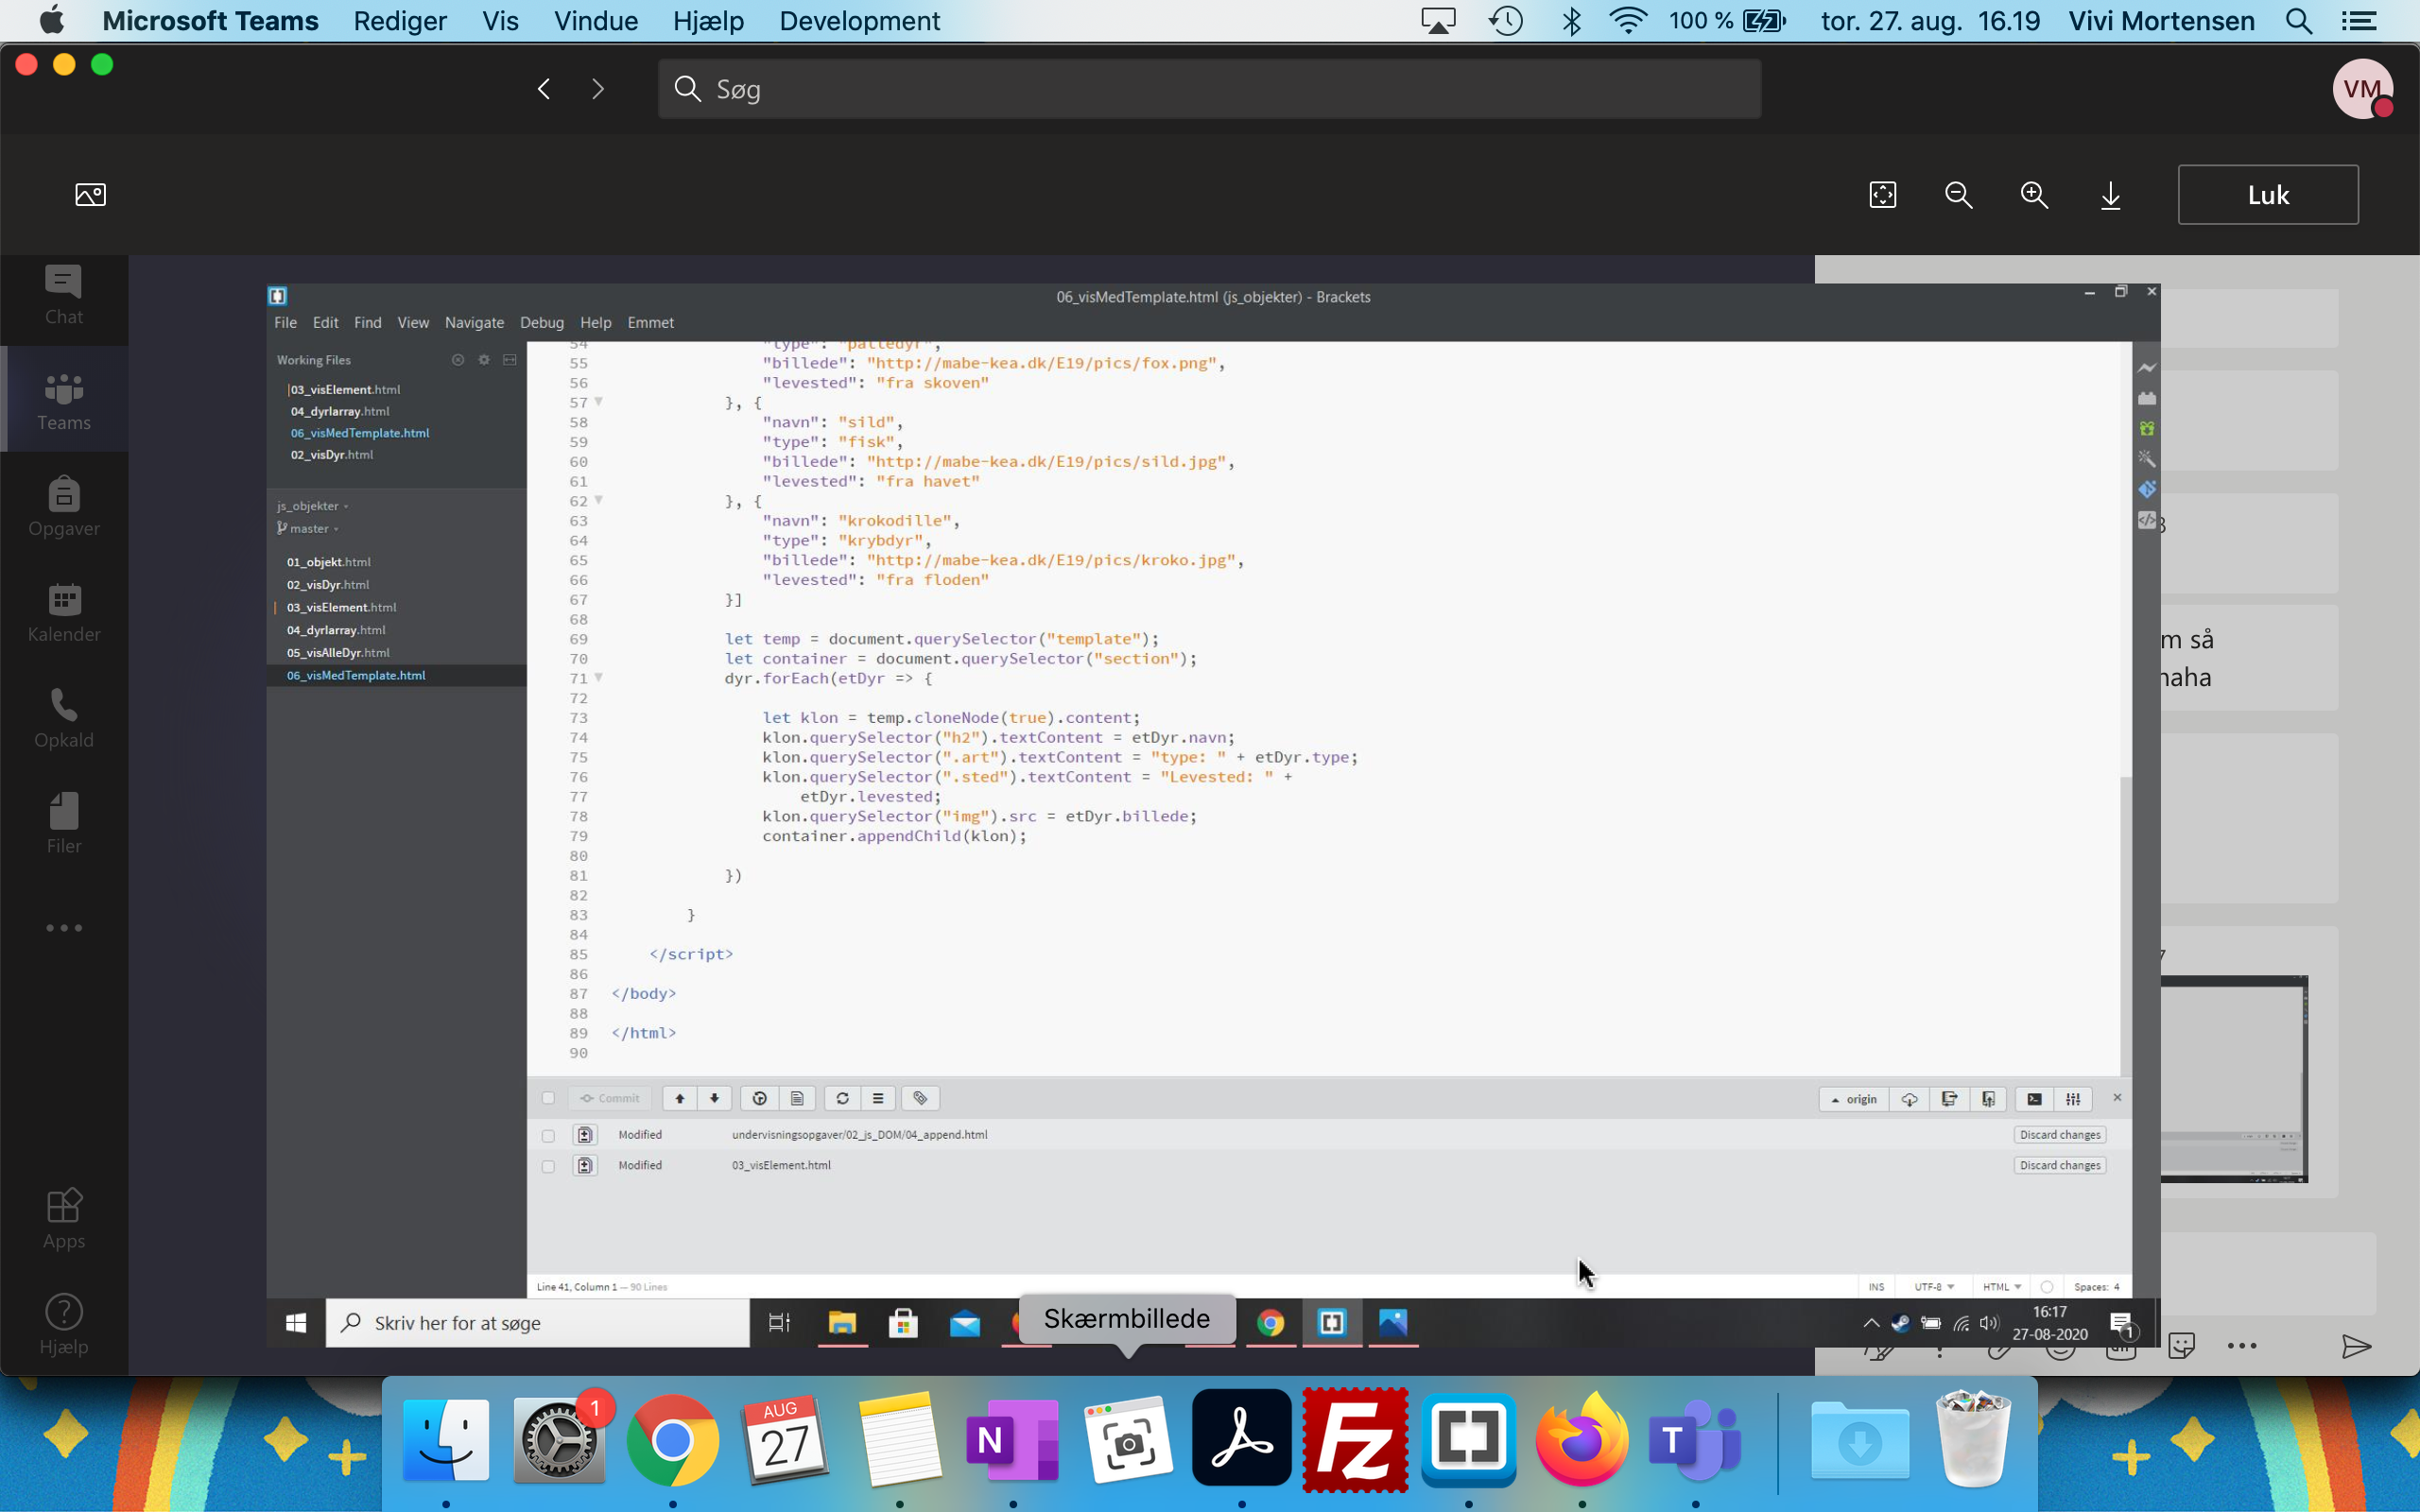 Microsoft Teams Rediger Vis Vindue Hjælp Development 100 % tor. 27. aug. 16.19 Vivi Mortensen
Søg
VM
Luk
Chat
Teams
Opgaver
Kalender
Opkald
Filer
Apps
Hjælp
06_visMedTemplate.html (js_objekter) - Brackets
File Edit Find View Navigate Debug Help Emmet
Working Files
03_visElement.html
04_dyrIarray.html
06_visMedTemplate.html
02_visDyr.html
js_objekter
master
01_objekt.html
02_visDyr.html
03_visElement.html
04_dyrIarray.html
05_visAlleDyr.html
06_visMedTemplate.html
54 "type": "pattedyr",
55 "billede": "http://mabe-kea.dk/E19/pics/fox.png",
56 "levested": "fra skoven"
57 }, {
58 "navn": "sild",
59 "type": "fisk",
60 "billede": "http://mabe-kea.dk/E19/pics/sild.jpg",
61 "levested": "fra havet"
62 }, {
63 "navn": "krokodille",
64 "type": "krybdyr",
65 "billede": "http://mabe-kea.dk/E19/pics/kroko.jpg",
66 "levested": "fra floden"
67 }]
68
69 let temp = document.querySelector("template");
70 let container = document.querySelector("section");
71 dyr.forEach(etDyr => {
72
73 let klon = temp.cloneNode(true).content;
74 klon.querySelector("h2").textContent = etDyr.navn;
75 klon.querySelector(".art").textContent = "type: " + etDyr.type;
76 klon.querySelector(".sted").textContent = "Levested: " +
77 etDyr.levested;
78 klon.querySelector("img").src = etDyr.billede;
79 container.appendChild(klon);
80
81 })
82
83 }
84
85 </script>
86
87 </body>
88
89 </html>
90
m så
haha
Commit
origin
Modified undervisningsopgaver/02_js_DOM/04_append.html Discard changes
Modified 03_visElement.html Discard changes
Line 41, Column 1 — 90 Lines INS UTF-8 HTML Spaces: 4
Skriv her for at søge
Skærmbillede
16:17
27-08-2020
1
1
AUG
27
N
Fz
T